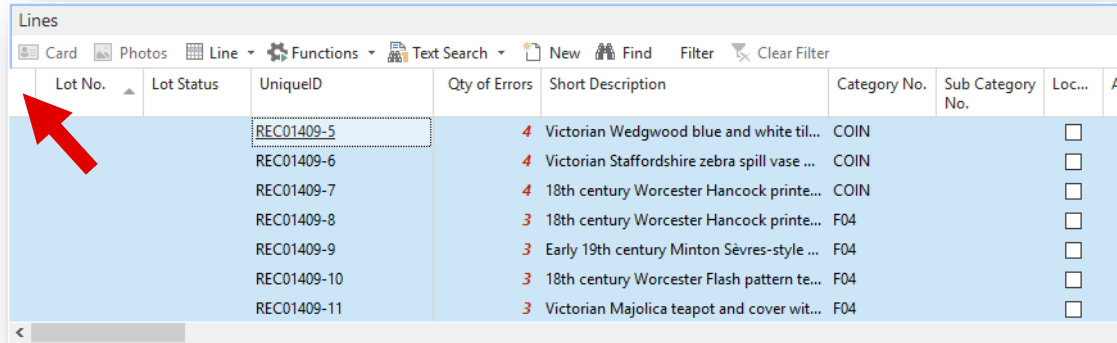 Lines
Card Photos Line Functions Text Search New Find Filter Clear Filter
Lot No. Lot Status UniqueID Qty of Errors Short Description Category No. Sub Category No. Loc... A
REC01409-5 4 Victorian Wedgwood blue and white til... COIN
REC01409-6 4 Victorian Staffordshire zebra spill vase ... COIN
REC01409-7 4 18th century Worcester Hancock printe... COIN
REC01409-8 3 18th century Worcester Hancock printe... F04
REC01409-9 3 Early 19th century Minton Sèvres-style ... F04
REC01409-10 3 18th century Worcester Flash pattern te... F04
REC01409-11 3 Victorian Majolica teapot and cover wit... F04